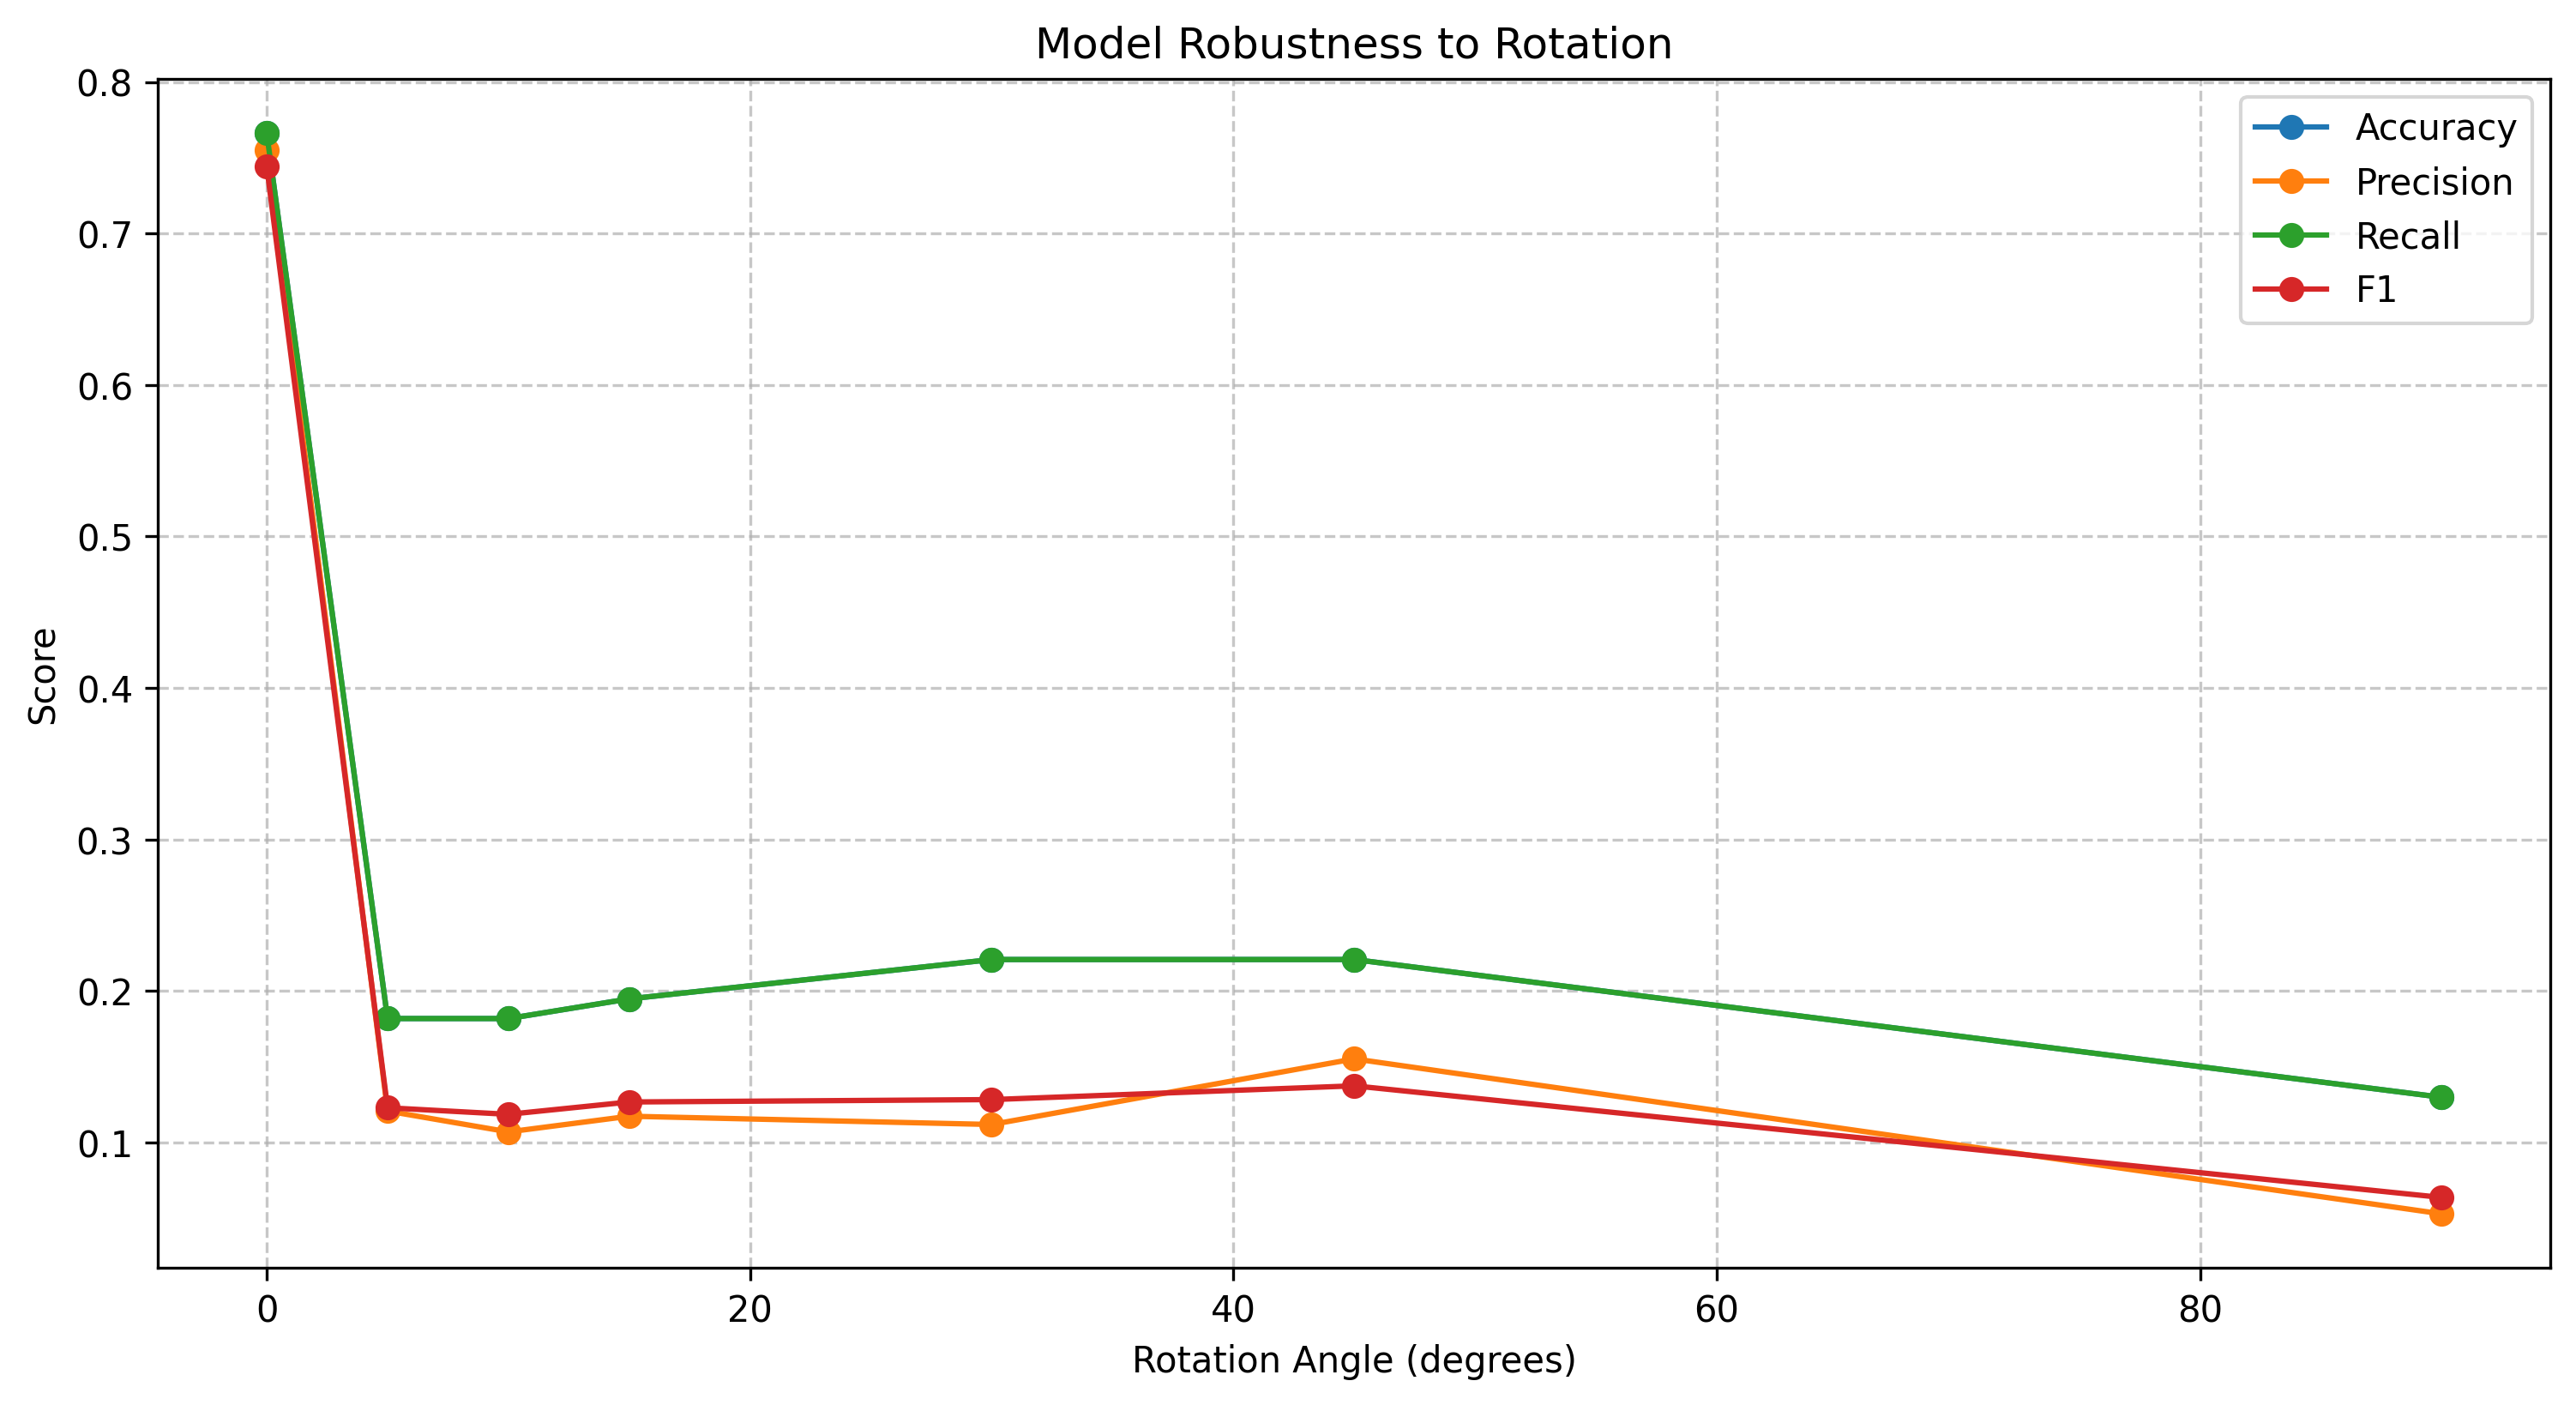 Model Robustness to Rotation
0.8
0.7
0.6
0.5
0.4
0.3
0.2
0.1
Score
0
20
40
60
80
Rotation Angle (degrees)
Accuracy
Precision
Recall
F1